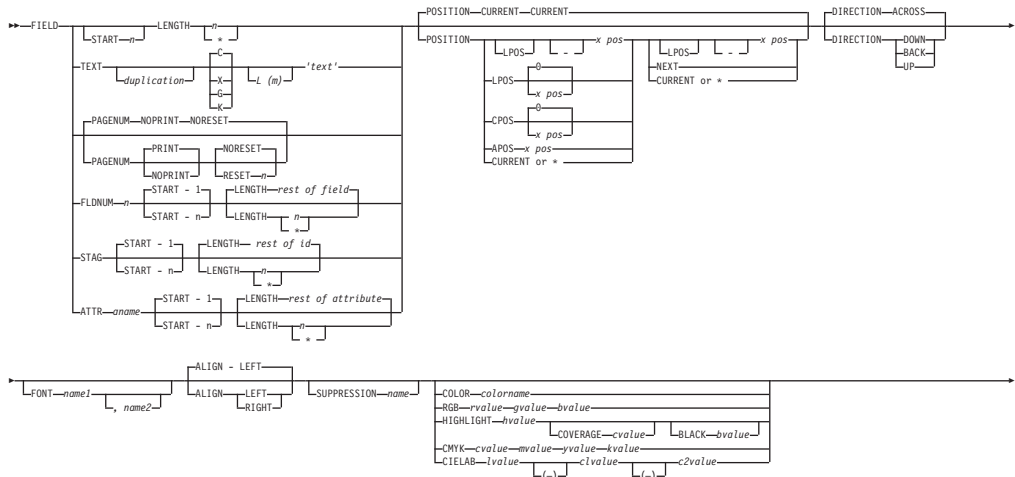 POSITION CURRENT CURRENT DIRECTION ACROSS
FIELD START n LENGTH n POSITION LPOS - x pos LPOS - x pos DIRECTION DOWN
* BACK
C NEXT UP
TEXT duplication X L (m) 'text' LPOS 0 CURRENT or *
G x pos
K 0
PAGENUM NOPRINT NORESET CPOS x pos
PRINT NORESET APOS x pos
PAGENUM NOPRINT RESET n CURRENT or *
START - 1 LENGTH rest of field
FLDNUM n START - n LENGTH n
*
START - 1 LENGTH rest of id
STAG START - n LENGTH n
*
START - 1 LENGTH rest of attribute
ATTR aname START - n LENGTH n
*
ALIGN - LEFT
FONT name1 , name2 ALIGN LEFT SUPPRESSION name COLOR colorname
RIGHT RGB rvalue gvalue bvalue
HIGHLIGHT hvalue COVERAGE cvalue BLACK bvalue
CMYK cvalue mvalue yvalue kvalue
CIELAB lvalue (-) c1value (-) c2value